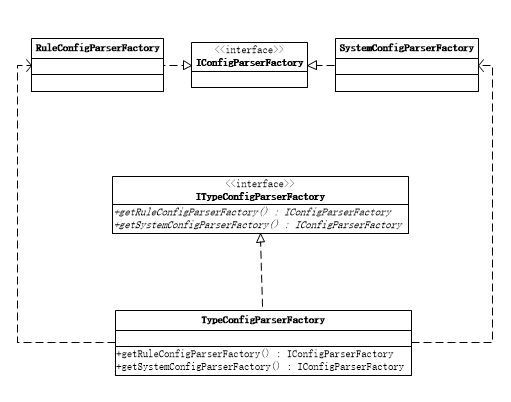 RuleConfigParserFactory
<<interface>>
IConfigParserFactory
SystemConfigParserFactory
<<interface>>
ITypeConfigParserFactory
+getRuleConfigParserFactory() : IConfigParserFactory
+getSystemConfigParserFactory() : IConfigParserFactory
TypeConfigParserFactory
+getRuleConfigParserFactory() : IConfigParserFactory
+getSystemConfigParserFactory() : IConfigParserFactory